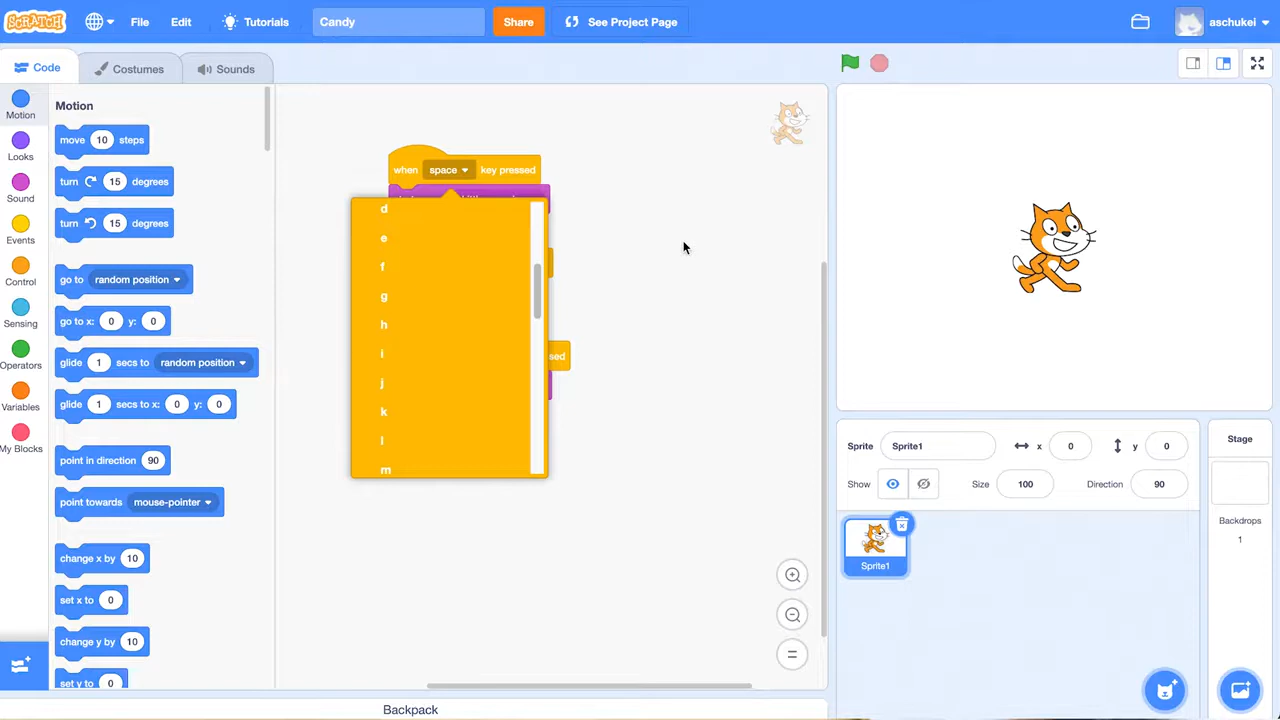 SCRATCH File Edit Tutorials Candy Share See Project Page aschukei
Code Costumes Sounds
Motion
Looks
Sound
Events
Control
Sensing
Operators
Variables
My Blocks
Motion
move 10 steps
turn 15 degrees
turn 15 degrees
go to random position
go to x: 0 y: 0
glide 1 secs to random position
glide 1 secs to x: 0 y: 0
point in direction 90
point towards mouse-pointer
change x by 10
set x to 0
change y by 10
set y to 0
when space key pressed
d
e
f
g
h
i
j
k
l
m
sed
Sprite Sprite1 x 0 y 0
Show Size 100 Direction 90
Sprite1
Stage
Backdrops
1
Backpack